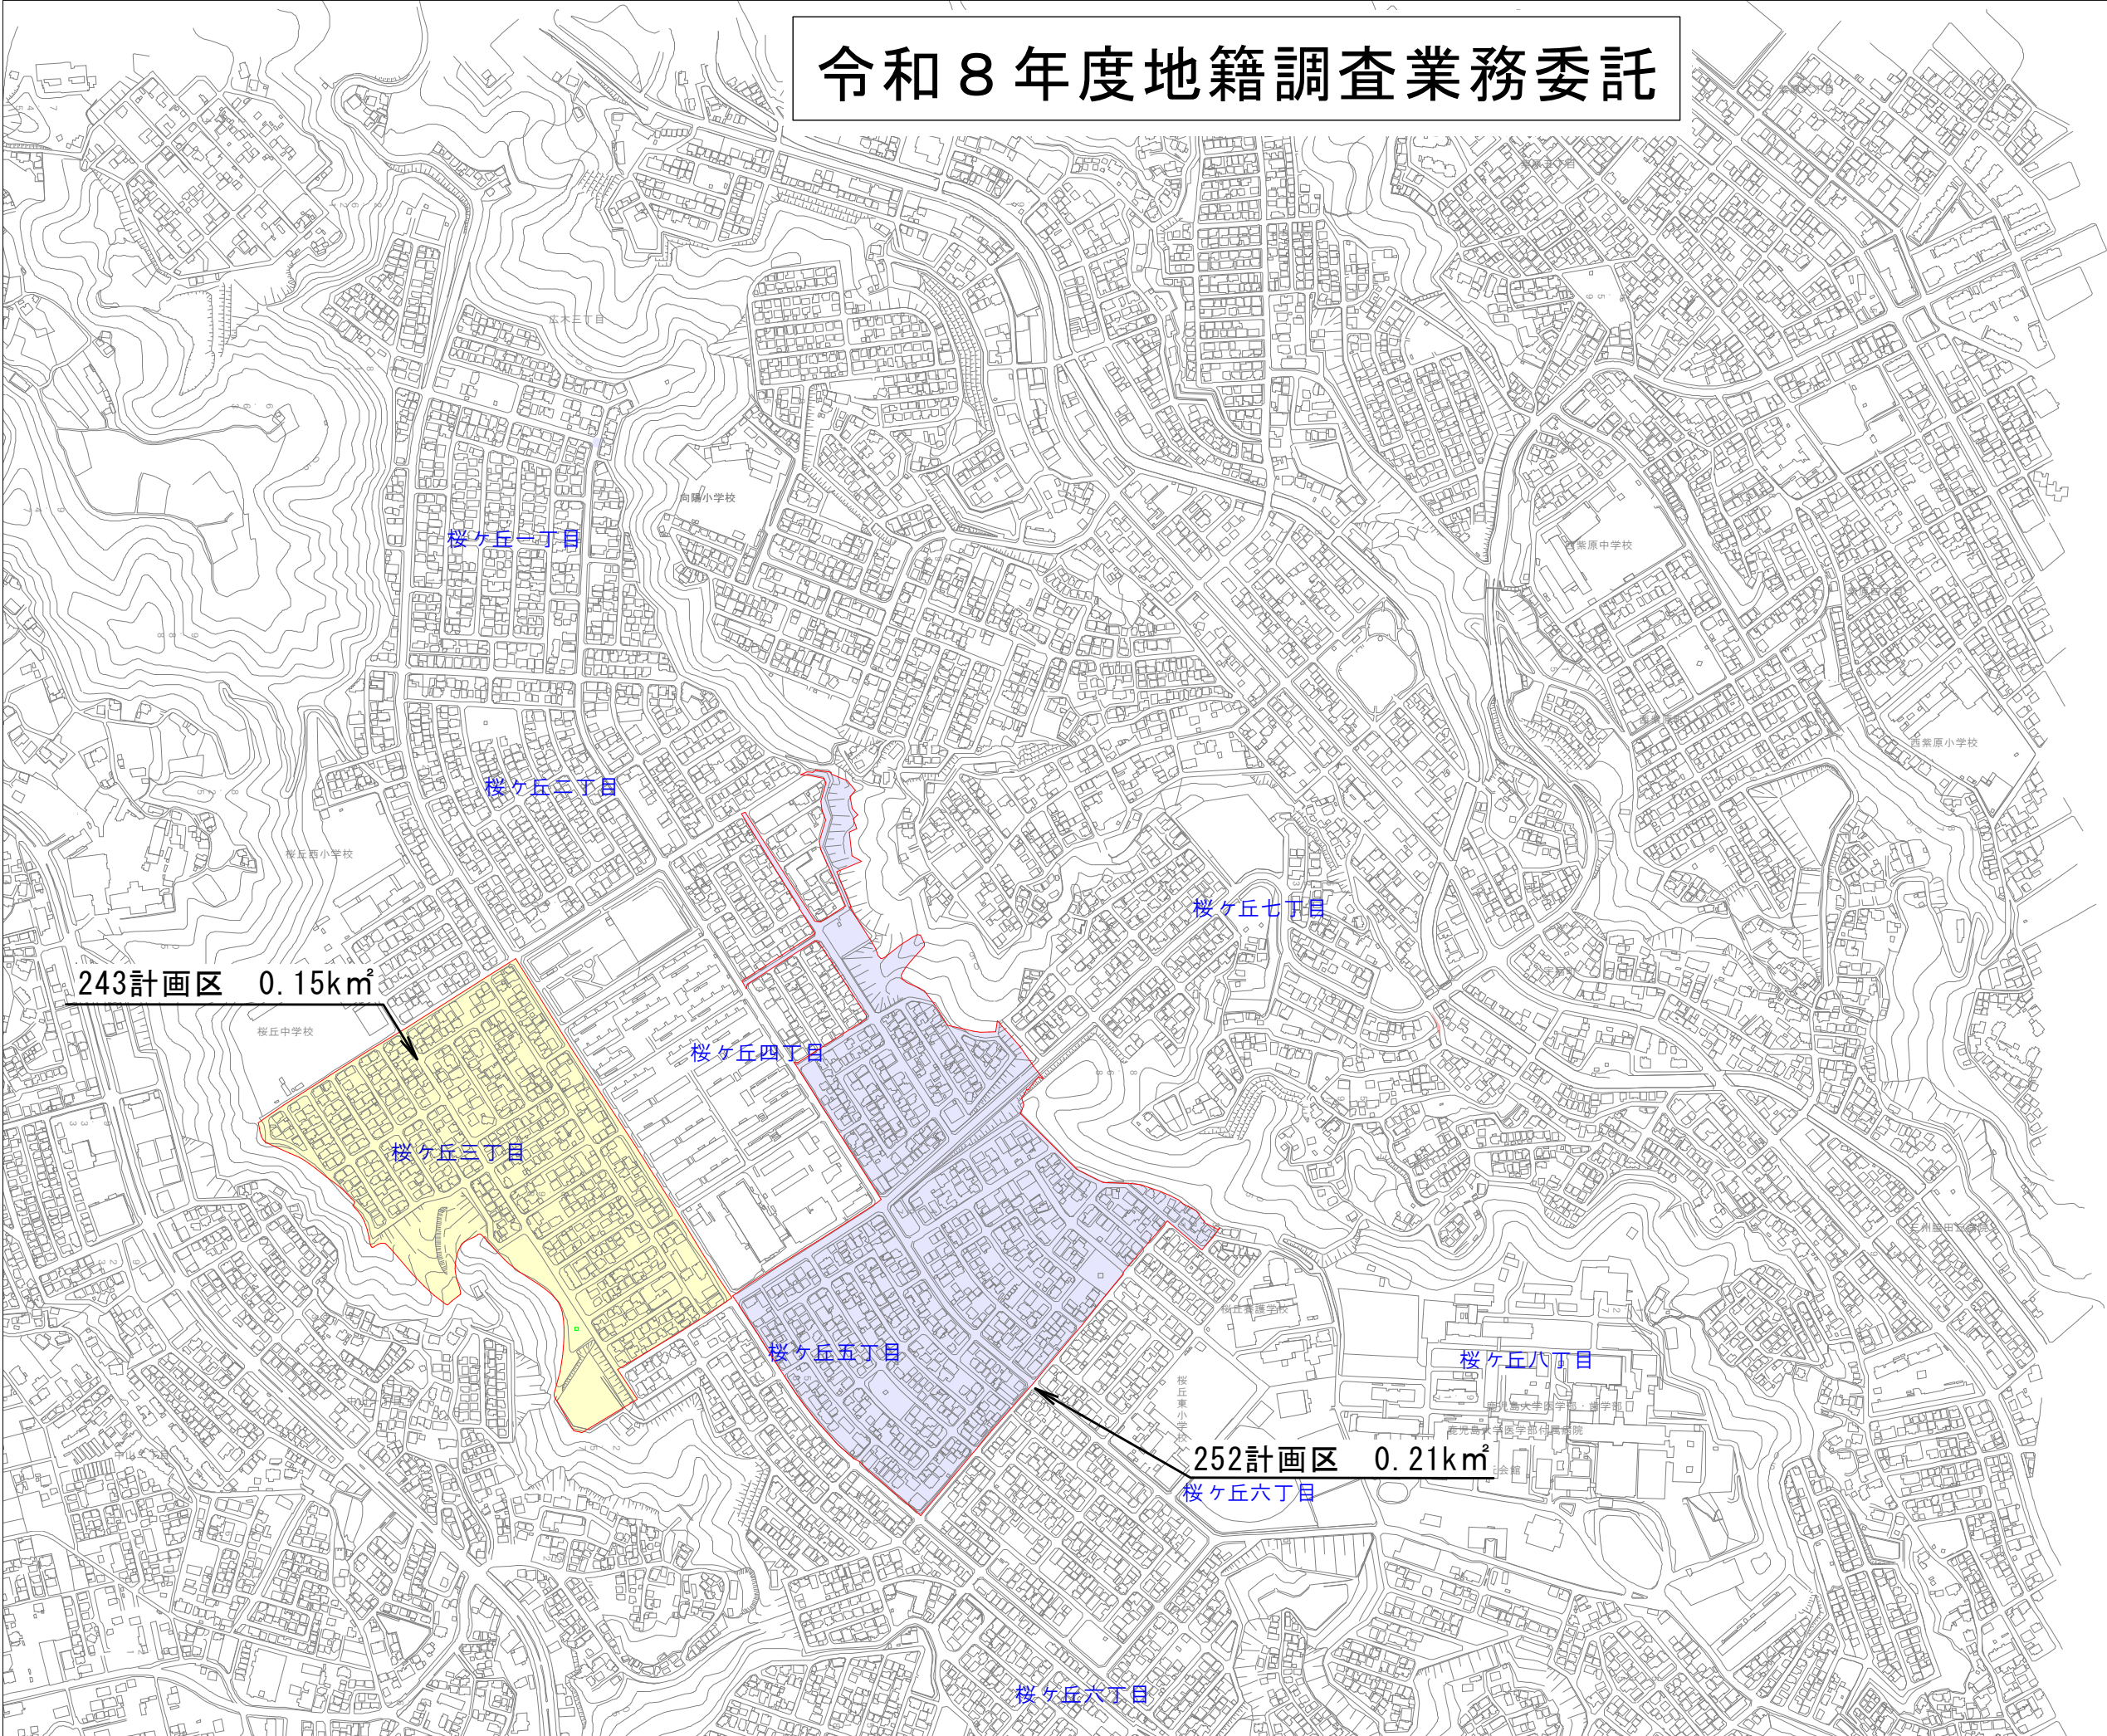 令和８年度地籍調査業務委託
広木三丁目
向陽小学校
桜ヶ丘一丁目
西紫原中学校
西紫原小学校
桜ヶ丘二丁目
桜丘西小学校
桜ヶ丘七丁目
243計画区　0.15k㎡
桜丘中学校
桜ヶ丘四丁目
桜ヶ丘三丁目
桜丘養護学校
桜ヶ丘五丁目
桜ヶ丘八丁目
桜丘東小学校
鹿児島大学医学部・歯学部
鹿児島大学医学部付属病院
252計画区　0.21k㎡
桜ヶ丘六丁目
桜ヶ丘六丁目